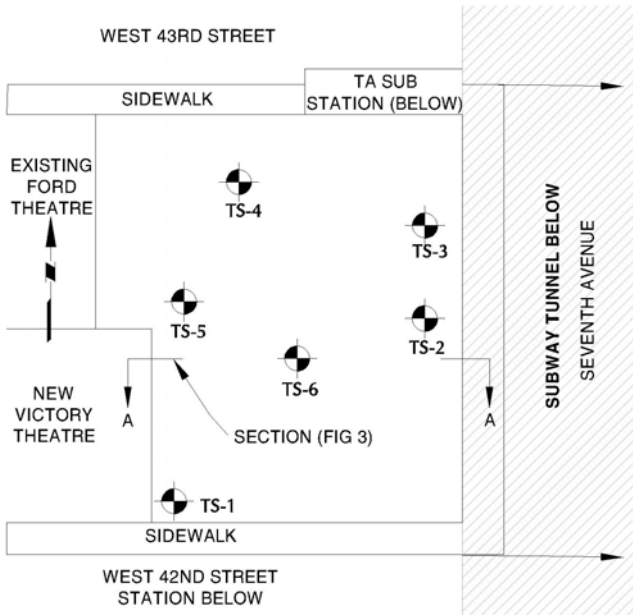 WEST 43RD STREET
SIDEWALK
TA SUB
STATION (BELOW)
EXISTING
FORD
THEATRE
N
TS-4
TS-3
TS-5
TS-2
TS-6
SUBWAY TUNNEL BELOW
SEVENTH AVENUE
NEW
VICTORY
THEATRE
A
SECTION (FIG 3)
A
TS-1
SIDEWALK
WEST 42ND STREET
STATION BELOW